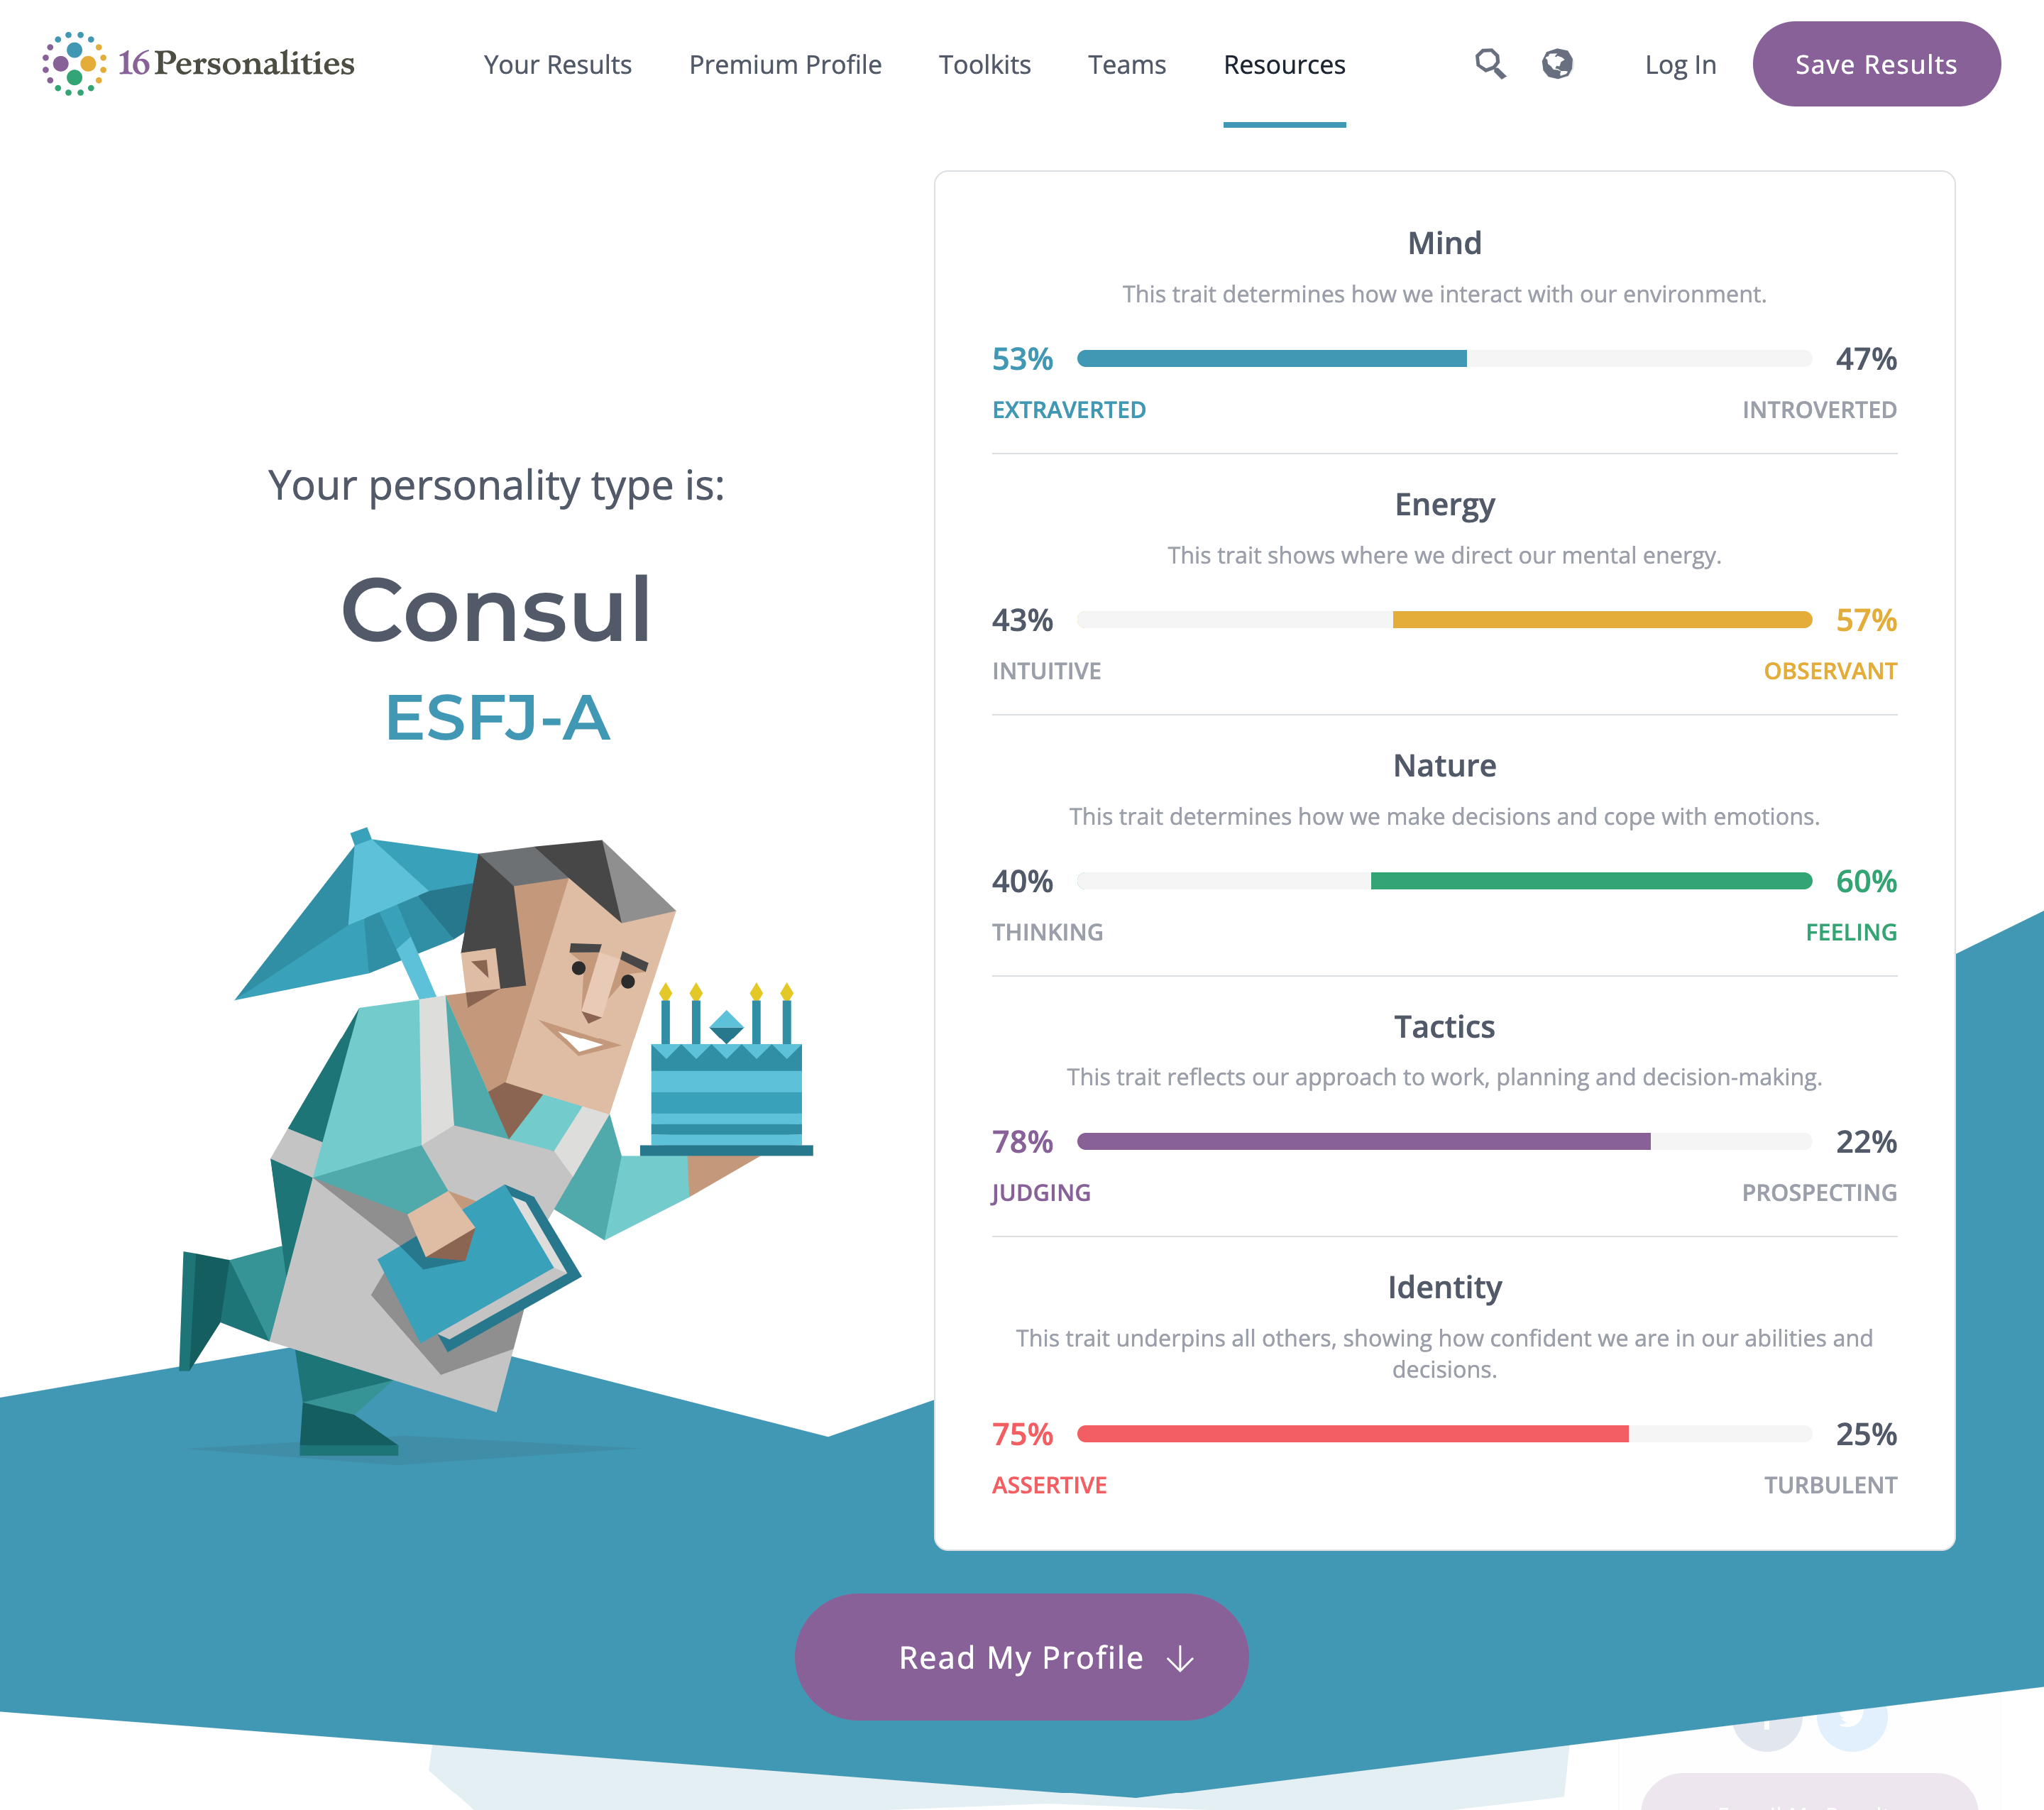 16Personalities
Your Results
Premium Profile
Toolkits
Teams
Resources
Log In
Save Results
Your personality type is:
Consul
ESFJ-A
Mind
This trait determines how we interact with our environment.
53%
47%
EXTRAVERTED
INTROVERTED
Energy
This trait shows where we direct our mental energy.
43%
57%
INTUITIVE
OBSERVANT
Nature
This trait determines how we make decisions and cope with emotions.
40%
60%
THINKING
FEELING
Tactics
This trait reflects our approach to work, planning and decision-making.
78%
22%
JUDGING
PROSPECTING
Identity
This trait underpins all others, showing how confident we are in our abilities and
decisions.
75%
25%
ASSERTIVE
TURBULENT
Read My Profile